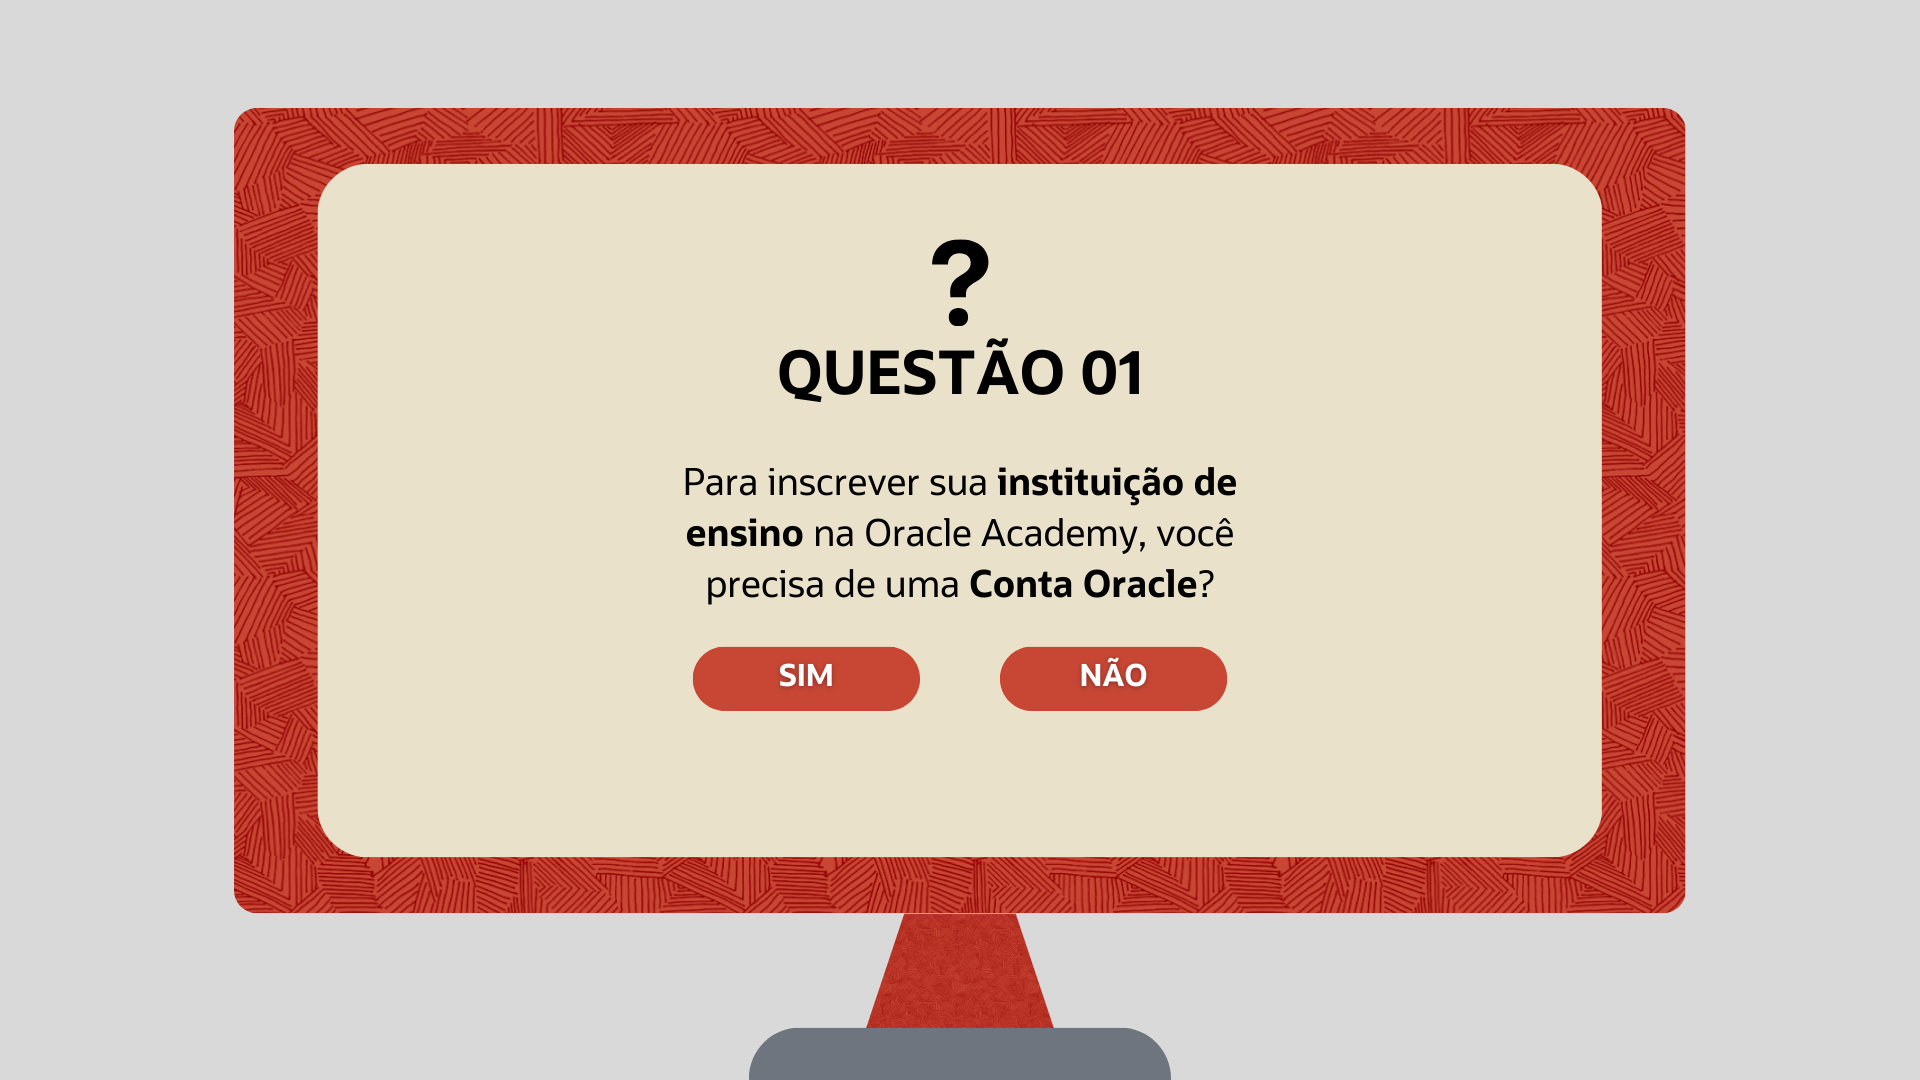 ?
QUESTÃO 01
Para inscrever sua instituição de
ensino na Oracle Academy, você
precisa de uma Conta Oracle?
SIM
NÃO